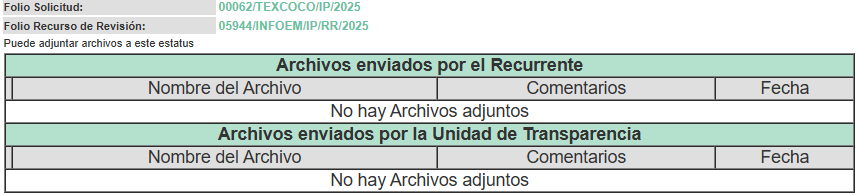 Folio Solicitud: 00062/TEXCOCO/IP/2025
Folio Recurso de Revisión: 05944/INFOEM/IP/RR/2025
Puede adjuntar archivos a este estatus
Archivos enviados por el Recurrente
Nombre del Archivo Comentarios Fecha
No hay Archivos adjuntos
Archivos enviados por la Unidad de Transparencia
Nombre del Archivo Comentarios Fecha
No hay Archivos adjuntos